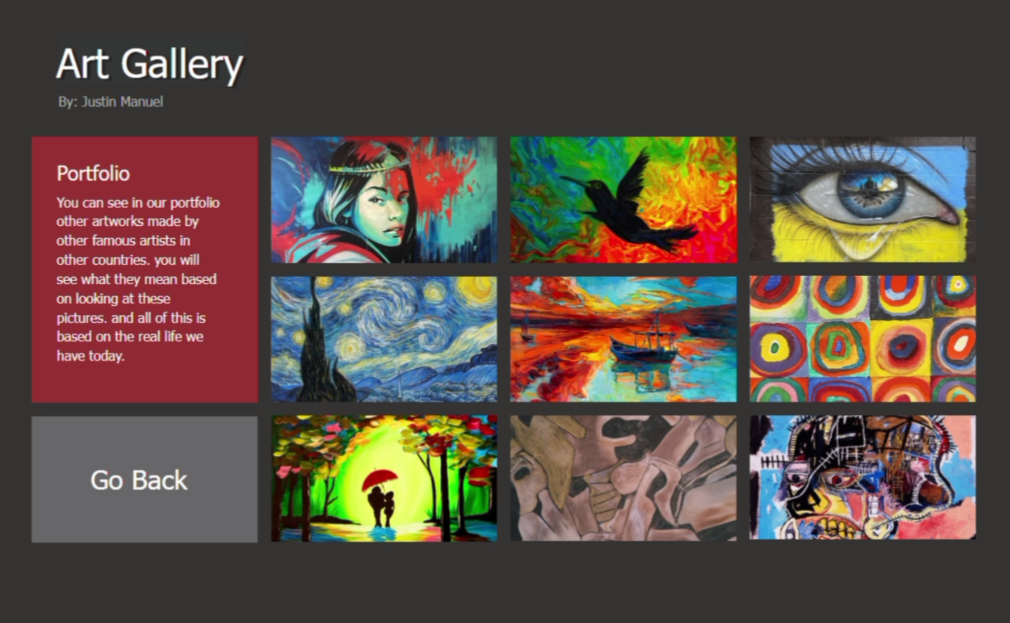 Art Gallery
By: Justin Manuel
Portfolio
You can see in our portfolio
other artworks made by
other famous artists in
other countries. you will
see what they mean based
on looking at these
pictures. and all of this is
based on the real life we
have today.
Go Back